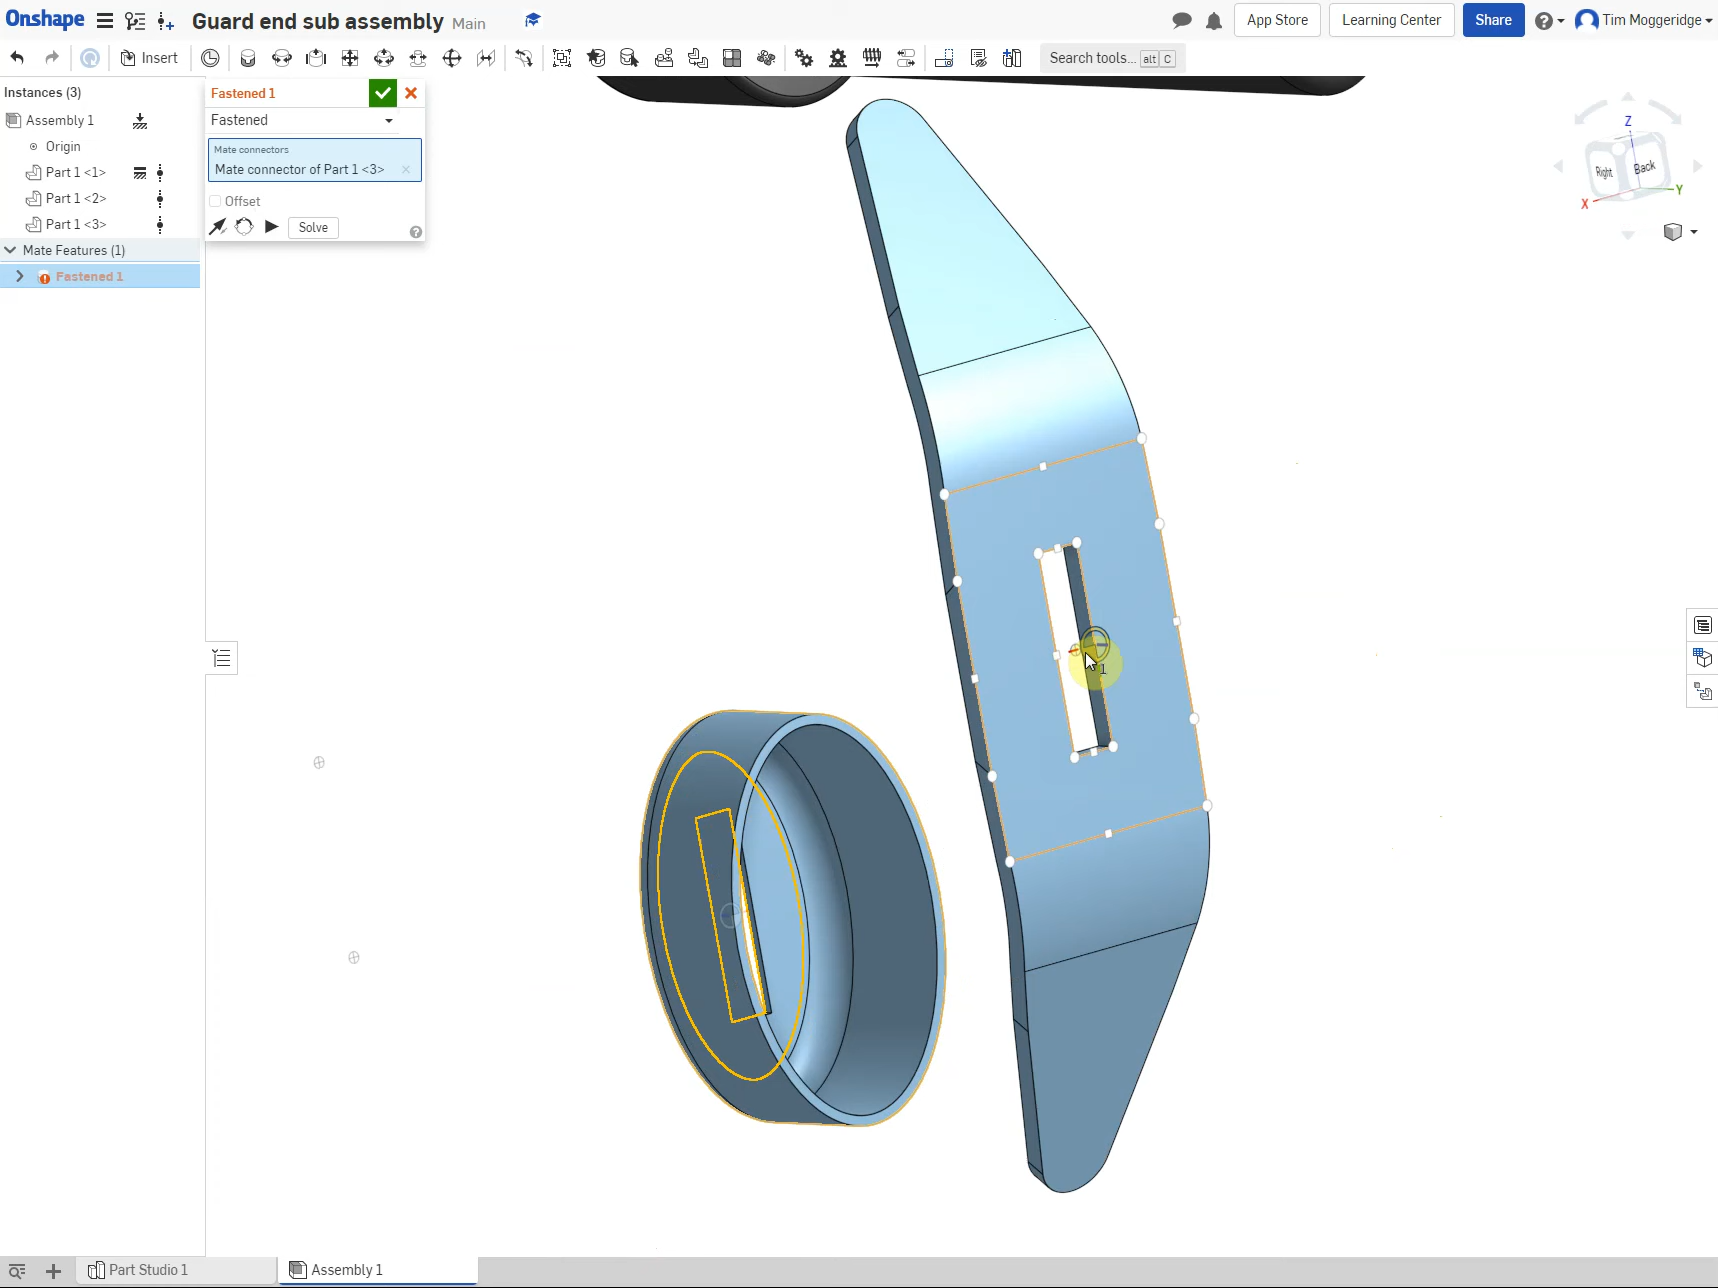 Onshape Guard end sub assembly Main App Store Learning Center Share Tim Moggeridge
Insert Search tools... alt C
Instances (3)
Assembly 1
Origin
Part 1 <1>
Part 1 <2>
Part 1 <3>
Mate Features (1)
Fastened 1
Fastened 1
Fastened
Mate connectors
Mate connector of Part 1 <3>
Offset
Solve
Z
Right Back
X Y
1
Part Studio 1 Assembly 1